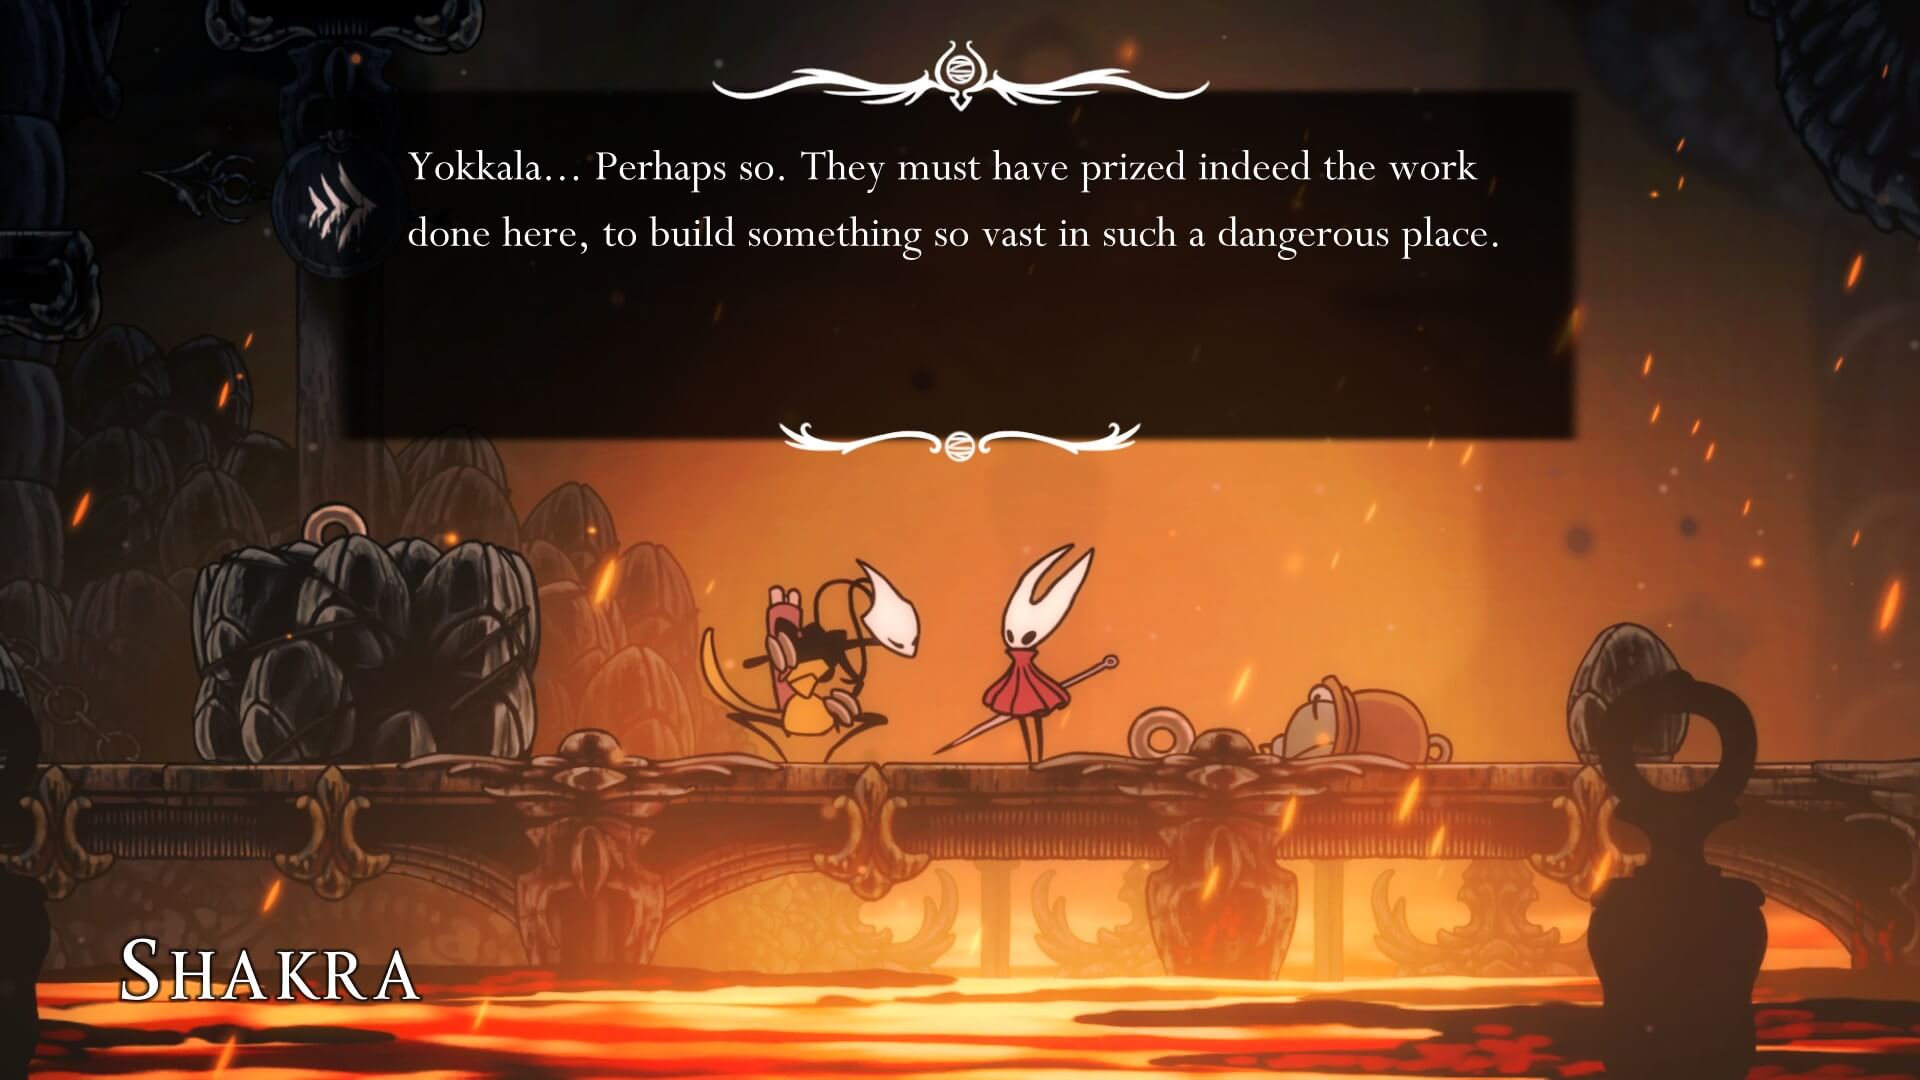 Yokkala... Perhaps so. They must have prized indeed the work
done here, to build something so vast in such a dangerous place.
Shakra